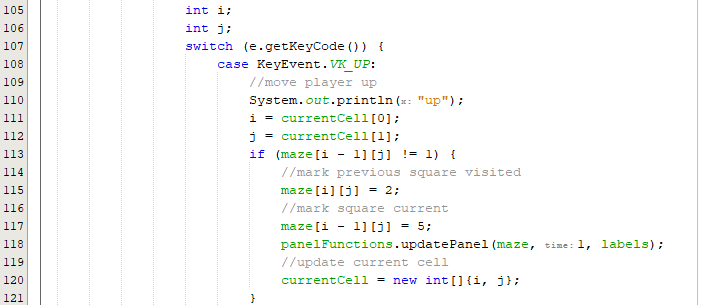 105 int i;
106 int j;
107 switch (e.getKeyCode()) {
108 case KeyEvent.VK_UP:
109 //move player up
110 System.out.println(x: "up");
111 i = currentCell[0];
112 j = currentCell[1];
113 if (maze[i - 1][j] != 1) {
114 //mark previous square visited
115 maze[i][j] = 2;
116 //mark square current
117 maze[i - 1][j] = 5;
118 panelFunctions.updatePanel(maze, time: 1, labels);
119 //update current cell
120 currentCell = new int[]{i, j};
121 }